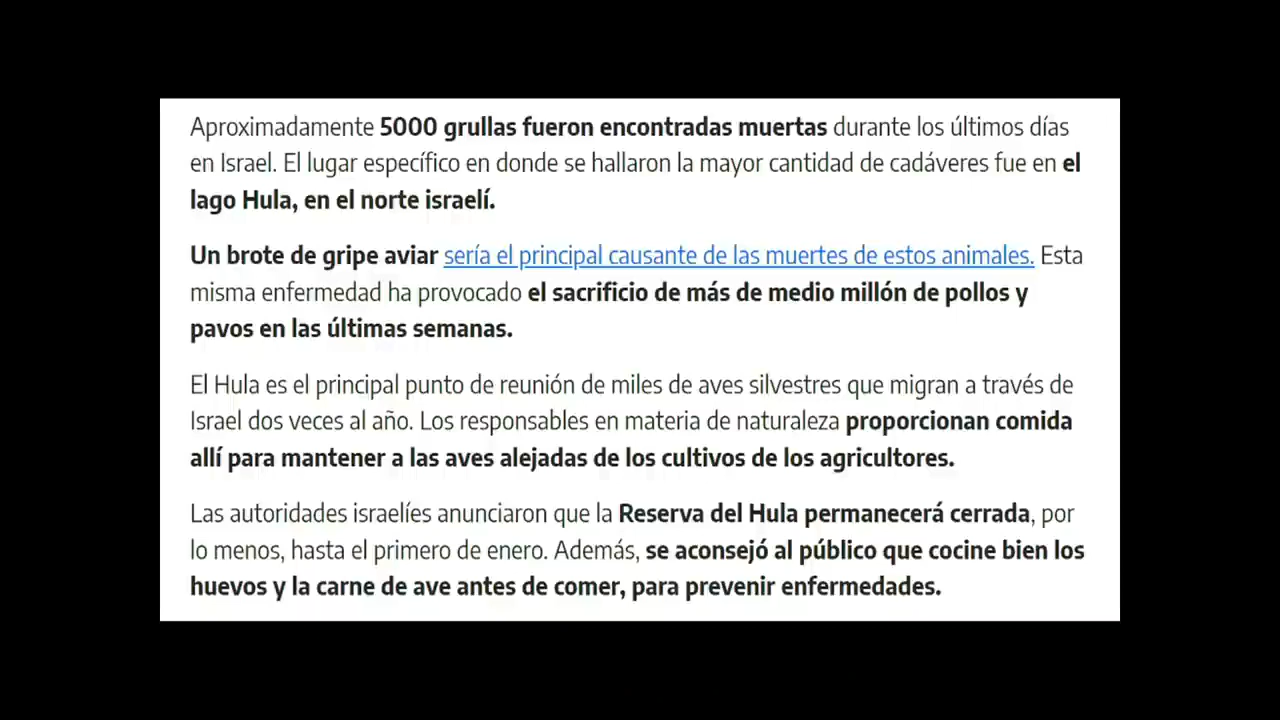 Aproximadamente 5000 grullas fueron encontradas muertas durante los últimos días
en Israel. El lugar específico en donde se hallaron la mayor cantidad de cadáveres fue en el
lago Hula, en el norte israelí.
Un brote de gripe aviar sería el principal causante de las muertes de estos animales. Esta
misma enfermedad ha provocado el sacrificio de más de medio millón de pollos y
pavos en las últimas semanas.
El Hula es el principal punto de reunión de miles de aves silvestres que migran a través de
Israel dos veces al año. Los responsables en materia de naturaleza proporcionan comida
allí para mantener a las aves alejadas de los cultivos de los agricultores.
Las autoridades israelíes anunciaron que la Reserva del Hula permanecerá cerrada, por
lo menos, hasta el primero de enero. Además, se aconsejó al público que cocine bien los
huevos y la carne de ave antes de comer, para prevenir enfermedades.